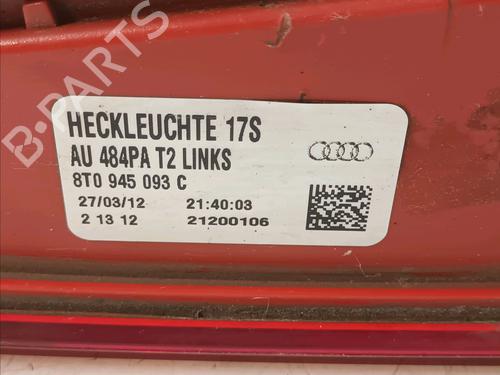 B-PARTS
HECKLEUCHTE 17S
AU 484PA T2 LINKS
8T0 945 093 C
27/03/12 21:40:03
2 13 12 21200106